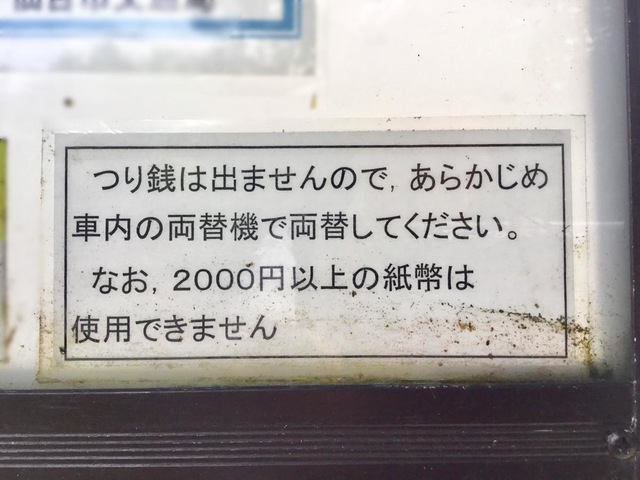 つり銭は出ませんので，あらかじめ
車内の両替機で両替してください。
なお，2000円以上の紙幣は
使用できません